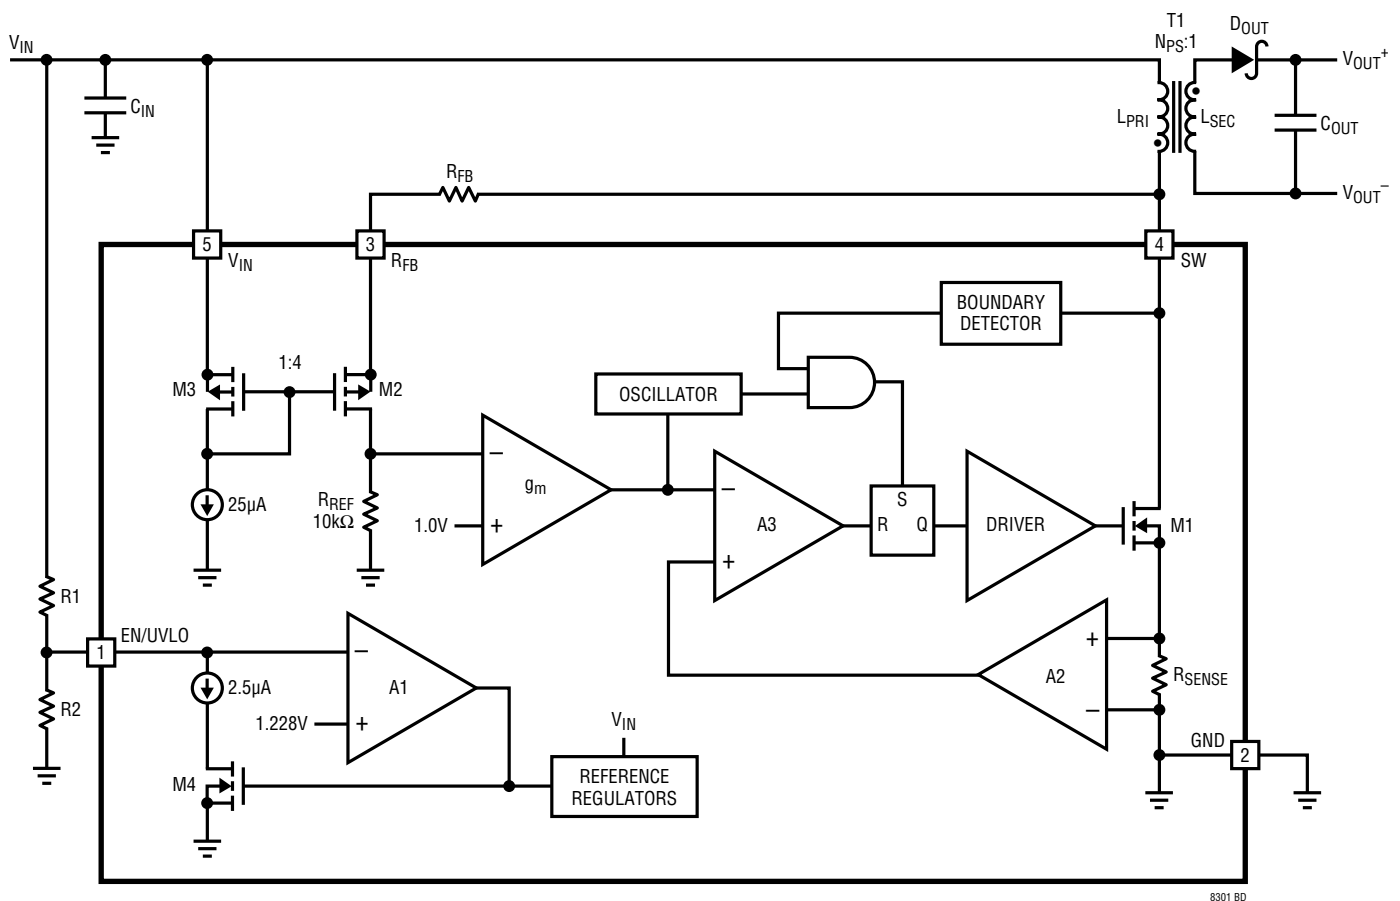 T1
NPS:1
DOUT
VIN
VOUT+
CIN
LPRI
LSEC
COUT
RFB
VOUT–
5
VIN
3
RFB
4
SW
BOUNDARY
DETECTOR
1:4
M3
M2
OSCILLATOR
25µA
RREF
10kΩ
−
gm
1.0V
+
−
A3
+
S
R
Q
DRIVER
M1
R1
EN/UVLO
1
−
A1
2.5µA
R2
1.228V
+
VIN
+
A2
−
RSENSE
GND
2
M4
REFERENCE
REGULATORS
8301 BD